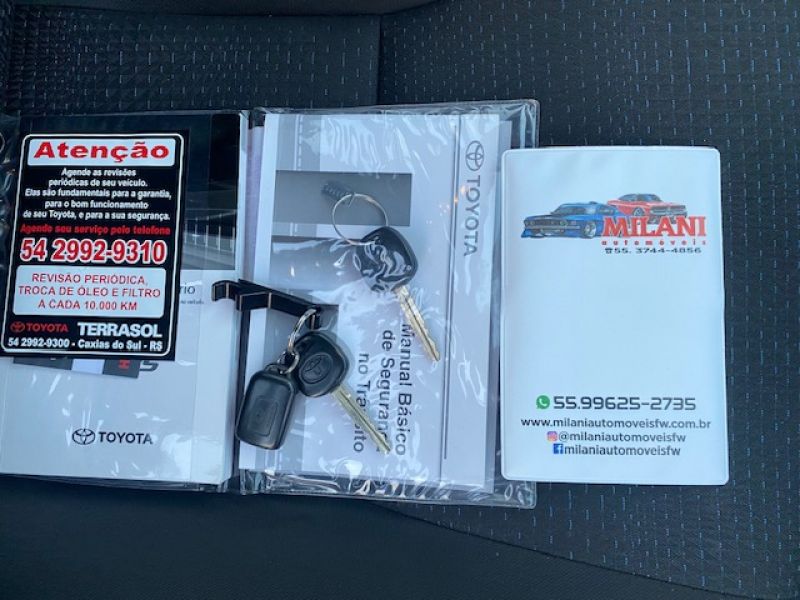 Atenção
Agende as revisões
periódicas de seu veículo.
Elas são fundamentais para a garantia,
para o bom funcionamento
de seu Toyota, e para a sua segurança.
Agende seu serviço pelo telefone
54 2992-9310
REVISÃO PERIÓDICA,
TROCA DE ÓLEO E FILTRO
A CADA 10.000 KM
TOYOTA TERRASOL
54 2992-9300 - Caxias do Sul - RS
TOYOTA
TOYOTA
Manual Básico
de Segurança
no Trânsito
MILANI
automóveis
55. 3744-4856
55.99625-2735
www.milaniautomoveisfw.com.br
@milaniautomoveisfw
milaniautomoveisfw